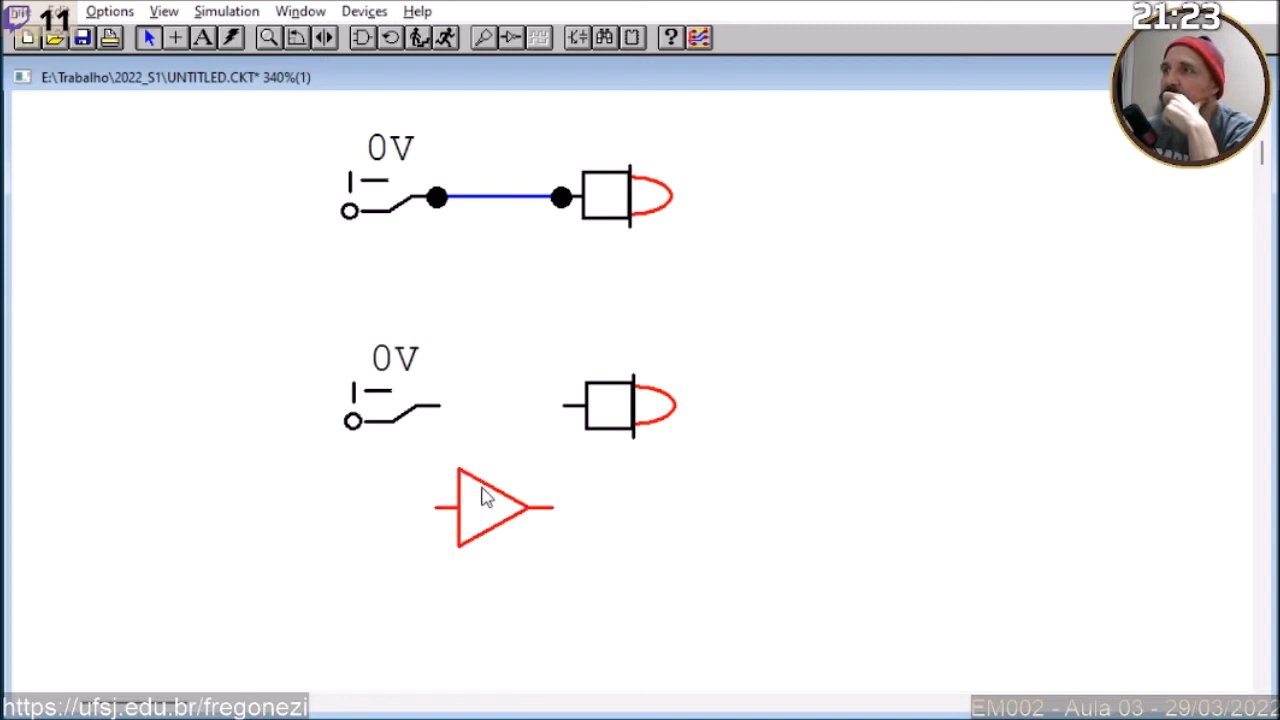 11
Options View Simulation Window Devices Help
21:23
A
?
E:\Trabalho\2022_S1\UNTITLED.CKT* 340%(1)
0V
0V
https://ufsj.edu.br/fregonezi
EM002 - Aula 03 - 29/03/2022